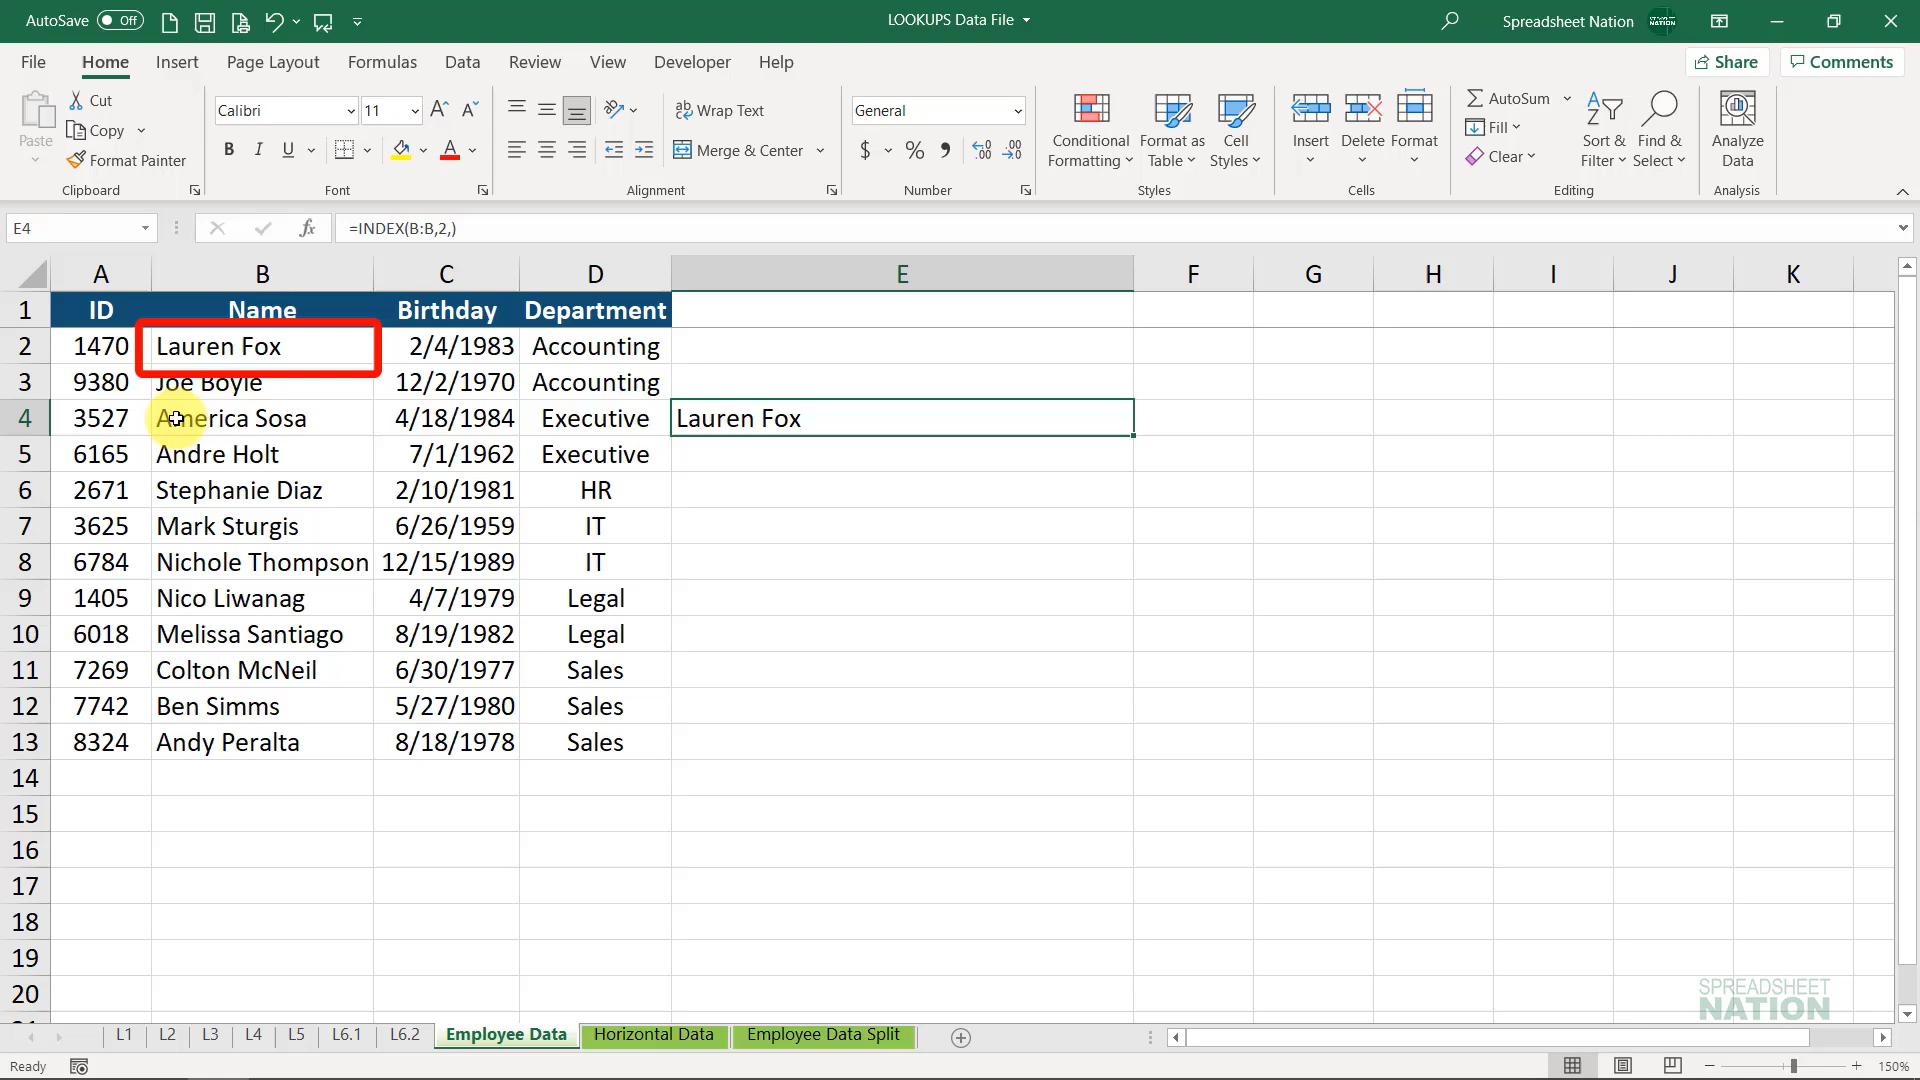 AutoSave Off LOOKUPS Data File Spreadsheet Nation
File Home Insert Page Layout Formulas Data Review View Developer Help Share Comments
Paste Cut Copy Format Painter Clipboard
Calibri 11 B I U A Font
Wrap Text Merge & Center Alignment
General $ % Number
Conditional Formatting Format as Table Cell Styles Styles
Insert Delete Format Cells
AutoSum Fill Clear Sort & Filter Find & Select Editing
Analyze Data Analysis
E4 fx =INDEX(B:B,2,)
A B C D E F G H I J K
1 ID Name Birthday Department
2 1470 Lauren Fox 2/4/1983 Accounting
3 9380 Joe Boyle 12/2/1970 Accounting
4 3527 America Sosa 4/18/1984 Executive Lauren Fox
5 6165 Andre Holt 7/1/1962 Executive
6 2671 Stephanie Diaz 2/10/1981 HR
7 3625 Mark Sturgis 6/26/1959 IT
8 6784 Nichole Thompson 12/15/1989 IT
9 1405 Nico Liwanag 4/7/1979 Legal
10 6018 Melissa Santiago 8/19/1982 Legal
11 7269 Colton McNeil 6/30/1977 Sales
12 7742 Ben Simms 5/27/1980 Sales
13 8324 Andy Peralta 8/18/1978 Sales
14
15
16
17
18
19
20
SPREADSHEET
NATION
L1 L2 L3 L4 L5 L6.1 L6.2 Employee Data Horizontal Data Employee Data Split
Ready 150%